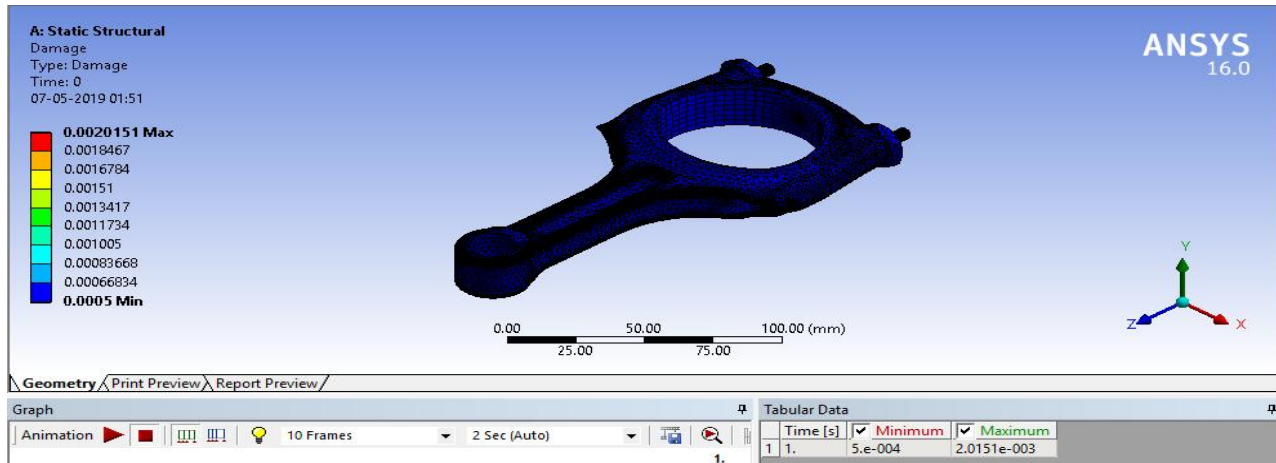 A: Static Structural
Damage
Type: Damage
Time: 0
07-05-2019 01:51
0.0020151 Max
0.0018467
0.0016784
0.00151
0.0013417
0.0011734
0.001005
0.00083668
0.00066834
0.0005 Min
ANSYS
16.0
Y
Z
X
0.00 50.00 100.00 (mm)
25.00 75.00
Geometry Print Preview Report Preview
Graph
Animation 10 Frames 2 Sec (Auto)
1.
Tabular Data
Time [s] Minimum Maximum
1 1. 5.e-004 2.0151e-003